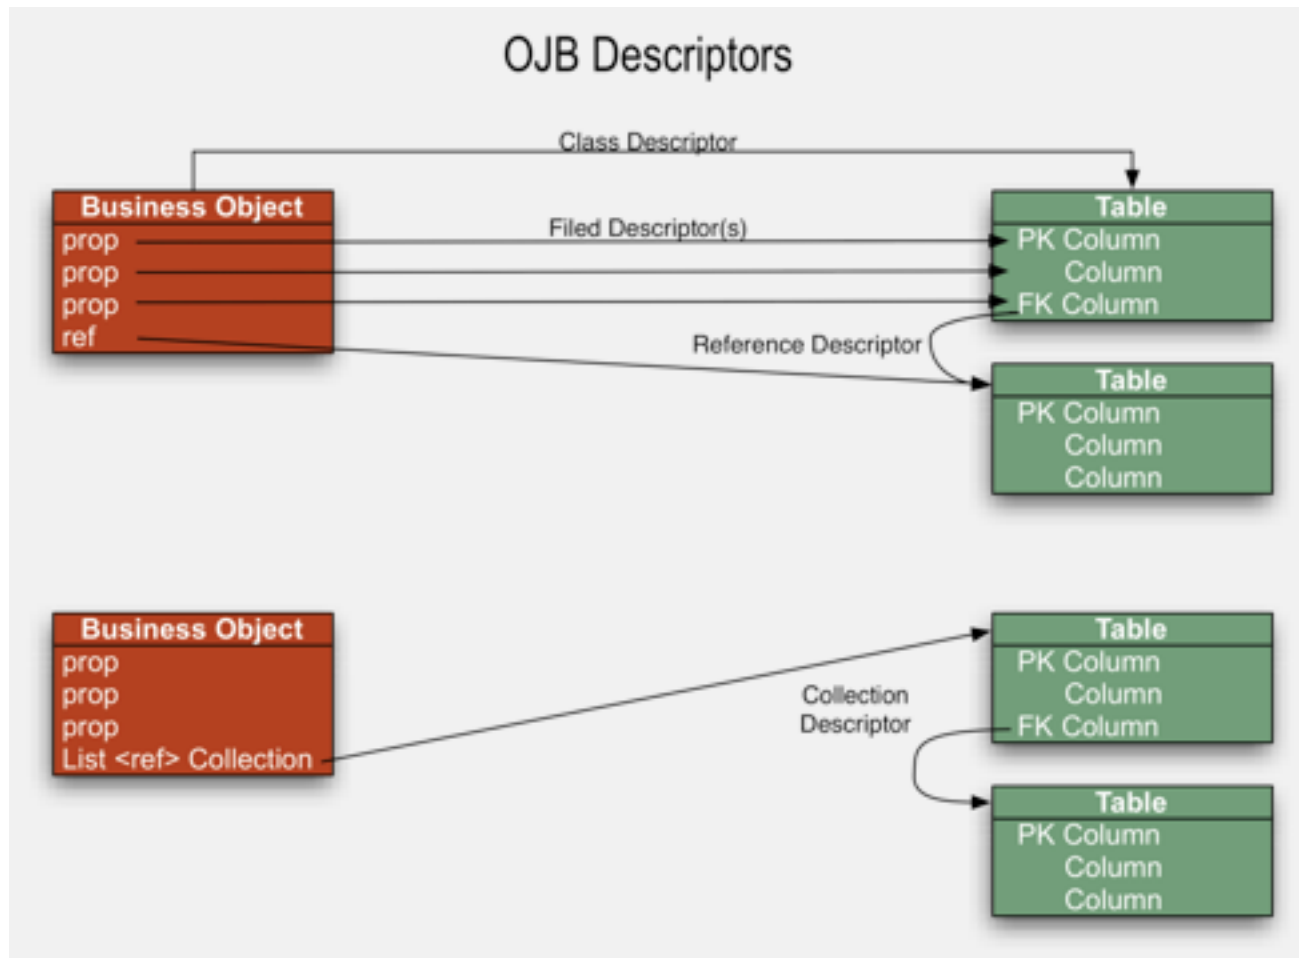 OJB Descriptors
Class Descriptor
Business Object
prop
prop
prop
ref
Filed Descriptor(s)
Table
PK Column
Column
FK Column
Reference Descriptor
Table
PK Column
Column
Column
Business Object
prop
prop
prop
List <ref> Collection
Collection
Descriptor
Table
PK Column
Column
FK Column
Table
PK Column
Column
Column